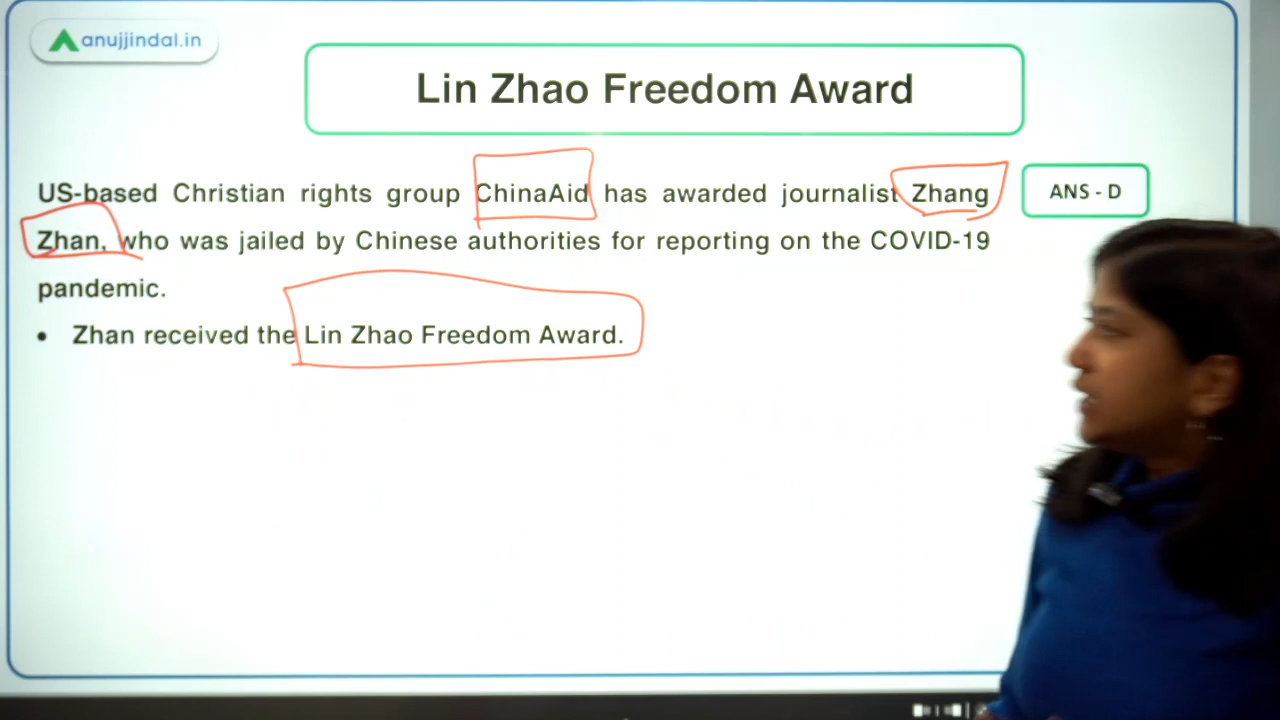 anujjindal.in
Lin Zhao Freedom Award
US-based Christian rights group ChinaAid has awarded journalist Zhang
Zhan, who was jailed by Chinese authorities for reporting on the COVID-19
pandemic.
• Zhan received the Lin Zhao Freedom Award.
ANS - D